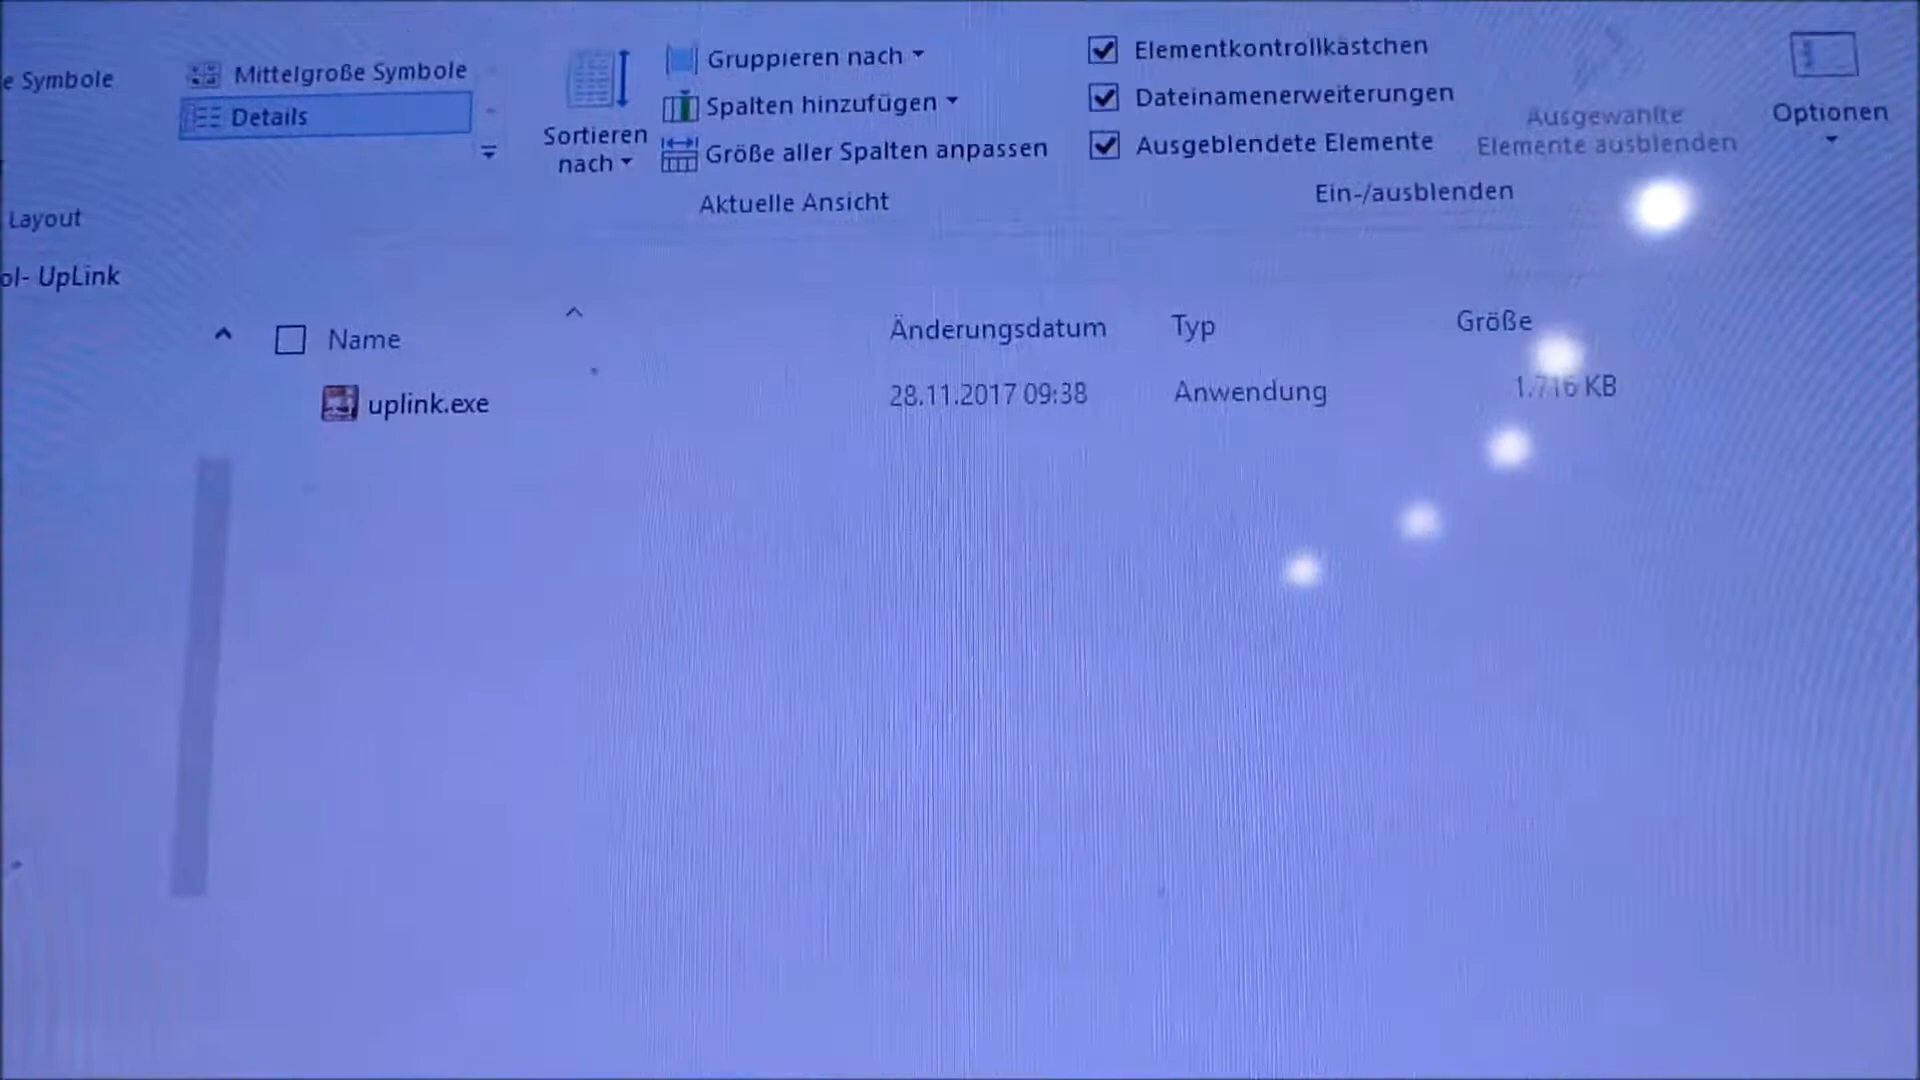 e Symbole
Mittelgroße Symbole
Details
Layout
Sortieren
nach
Gruppieren nach
Spalten hinzufügen
Größe aller Spalten anpassen
Aktuelle Ansicht
Elementkontrollkästchen
Dateinamenerweiterungen
Ausgeblendete Elemente
Ausgewählte
Elemente ausblenden
Ein-/ausblenden
Optionen
ol- UpLink
Name Änderungsdatum Typ Größe
uplink.exe 28.11.2017 09:38 Anwendung 1.716 KB